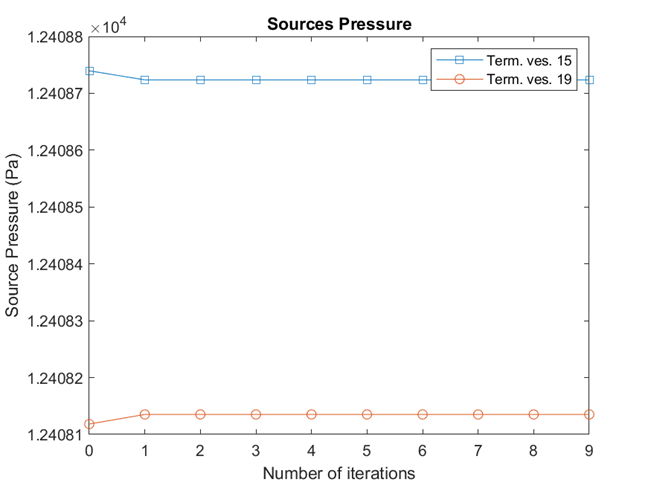 Sources Pressure
×10⁴
1.24088
1.24087
1.24086
1.24085
1.24084
1.24083
1.24082
1.24081
Source Pressure (Pa)
Term. ves. 15
Term. ves. 19
0 1 2 3 4 5 6 7 8 9
Number of iterations